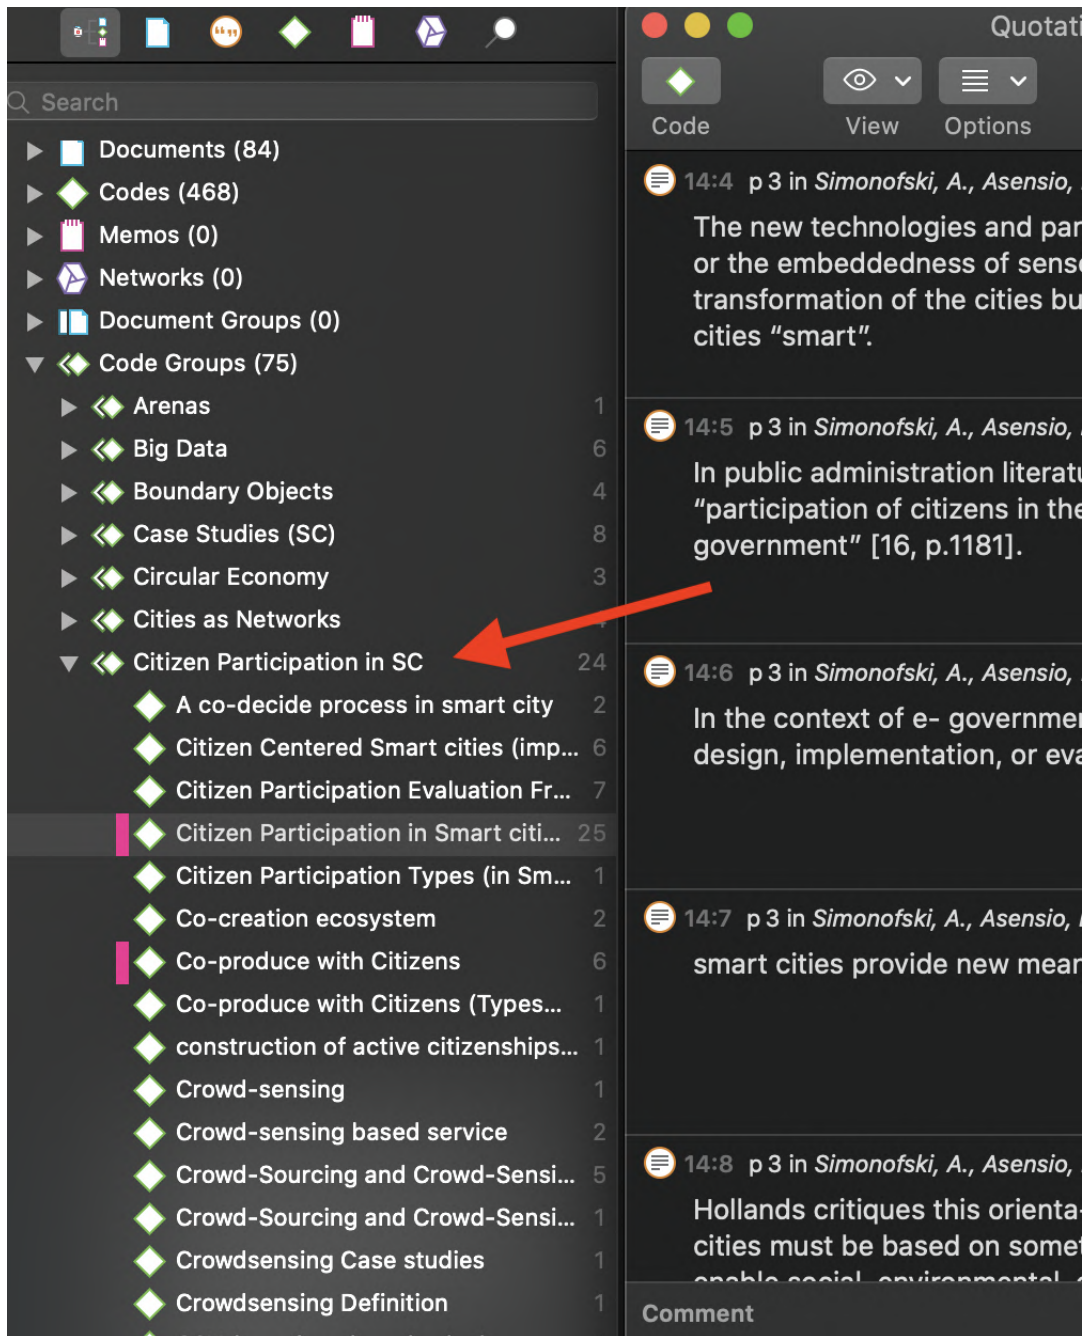 Search
Documents (84)
Codes (468)
Memos (0)
Networks (0)
Document Groups (0)
Code Groups (75)
Arenas 1
Big Data 6
Boundary Objects 4
Case Studies (SC) 8
Circular Economy 3
Cities as Networks
Citizen Participation in SC 24
A co-decide process in smart city 2
Citizen Centered Smart cities (imp... 6
Citizen Participation Evaluation Fr... 7
Citizen Participation in Smart citi... 25
Citizen Participation Types (in Sm... 1
Co-creation ecosystem 2
Co-produce with Citizens 6
Co-produce with Citizens (Types... 1
construction of active citizenships... 1
Crowd-sensing 1
Crowd-sensing based service 2
Crowd-Sourcing and Crowd-Sensi... 5
Crowd-Sourcing and Crowd-Sensi... 1
Crowdsensing Case studies 1
Crowdsensing Definition 1
Quotati
Code View Options
14:4 p 3 in Simonofski, A., Asensio,
The new technologies and par
or the embeddedness of sense
transformation of the cities bu
cities “smart”.
14:5 p 3 in Simonofski, A., Asensio,
In public administration literatu
“participation of citizens in the
government” [16, p.1181].
14:6 p 3 in Simonofski, A., Asensio,
In the context of e- governmen
design, implementation, or eva
14:7 p 3 in Simonofski, A., Asensio,
smart cities provide new mean
14:8 p 3 in Simonofski, A., Asensio,
Hollands critiques this orienta-
cities must be based on somet
enable social, environmental,
Comment